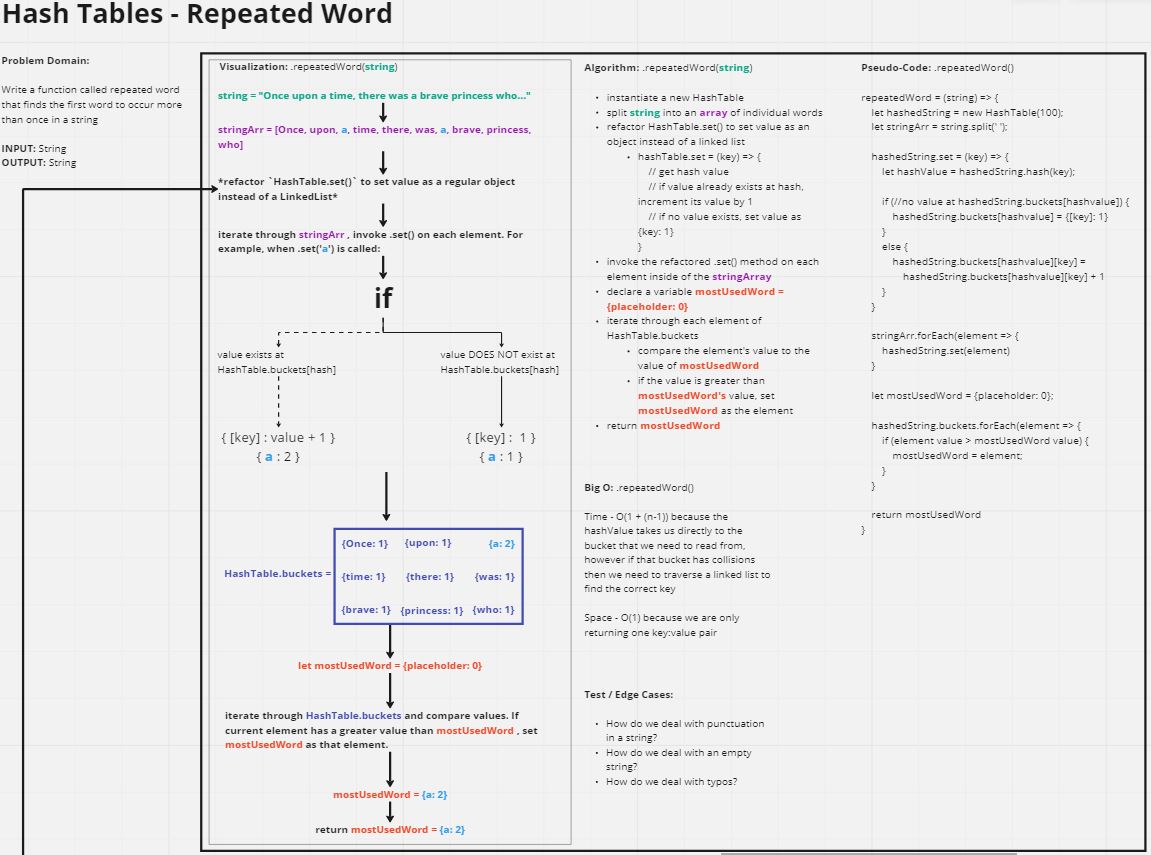 Hash Tables - Repeated Word
Problem Domain:
Write a function called repeated word
that finds the first word to occur more
than once in a string
INPUT: String
OUTPUT: String
Visualization: .repeatedWord(string)
string = "Once upon a time, there was a brave princess who..."
stringArr = [Once, upon, a, time, there, was, a, brave, princess,
who]
*refactor `HashTable.set()` to set value as a regular object
instead of a LinkedList*
iterate through stringArr , invoke .set() on each element. For
example, when .set('a') is called:
if
value exists at
HashTable.buckets[hash]
value DOES NOT exist at
HashTable.buckets[hash]
{ [key] : value + 1 }
{ a : 2 }
{ [key] : 1 }
{ a : 1 }
HashTable.buckets =
{Once: 1} {upon: 1} {a: 2}
{time: 1} {there: 1} {was: 1}
{brave: 1} {princess: 1} {who: 1}
let mostUsedWord = {placeholder: 0}
iterate through HashTable.buckets and compare values. If
current element has a greater value than mostUsedWord , set
mostUsedWord as that element.
mostUsedWord = {a: 2}
return mostUsedWord = {a: 2}
Algorithm: .repeatedWord(string)
• instantiate a new HashTable
• split string into an array of individual words
• refactor HashTable.set() to set value as an
object instead of a linked list
• hashTable.set = (key) => {
// get hash value
// if value already exists at hash,
increment its value by 1
// if no value exists, set value as
{key: 1}
}
• invoke the refactored .set() method on each
element inside of the stringArray
• declare a variable mostUsedWord =
{placeholder: 0}
• iterate through each element of
HashTable.buckets
• compare the element's value to the
value of mostUsedWord
• if the value is greater than
mostUsedWord's value, set
mostUsedWord as the element
• return mostUsedWord
Big O: .repeatedWord()
Time - O(1 + (n-1)) because the
hashValue takes us directly to the
bucket that we need to read from,
however if that bucket has collisions
then we need to traverse a linked list to
find the correct key
Space - O(1) because we are only
returning one key:value pair
Test / Edge Cases:
• How do we deal with punctuation
in a string?
• How do we deal with an empty
string?
• How do we deal with typos?
Pseudo-Code: .repeatedWord()
repeatedWord = (string) => {
let hashedString = new HashTable(100);
let stringArr = string.split(' ');
hashedString.set = (key) => {
let hashValue = hashedString.hash(key);
if (//no value at hashedString.buckets[hashvalue]) {
hashedString.buckets[hashvalue] = {[key]: 1}
}
else {
hashedString.buckets[hashvalue][key] =
hashedString.buckets[hashvalue][key] + 1
}
}
stringArr.forEach(element => {
hashedString.set(element)
}
let mostUsedWord = {placeholder: 0};
hashedString.buckets.forEach(element => {
if (element value > mostUsedWord value) {
mostUsedWord = element;
}
}
return mostUsedWord
}